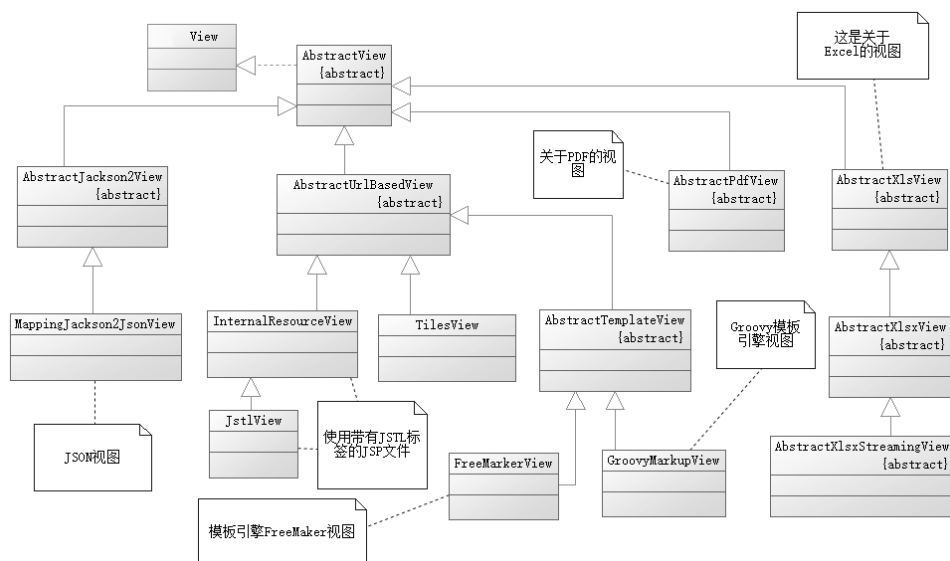 View
AbstractView
{abstract}
这是关于
Excel的视图
关于PDF的视
图
AbstractJackson2View
{abstract}
AbstractUrlBasedView
{abstract}
AbstractPdfView
{abstract}
AbstractXlsView
{abstract}
MappingJackson2JsonView
InternalResourceView
TilesView
AbstractTemplateView
{abstract}
Groovy模板
引擎视图
AbstractXlsxView
{abstract}
JstlView
使用带有JSTL标
签的JSP文件
JSON视图
FreeMarkerView
GroovyMarkupView
AbstractXlsxStreamingView
{abstract}
模板引擎FreeMaker视图